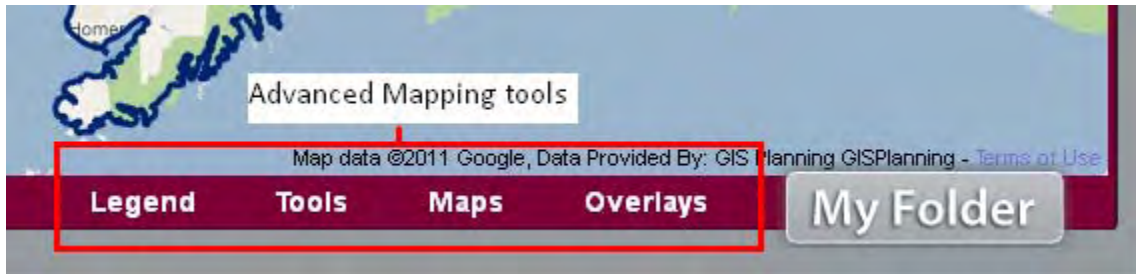 Homer
Advanced Mapping tools
Map data ©2011 Google, Data Provided By: GIS Planning GISPlanning - Terms of Use
Legend Tools Maps Overlays My Folder